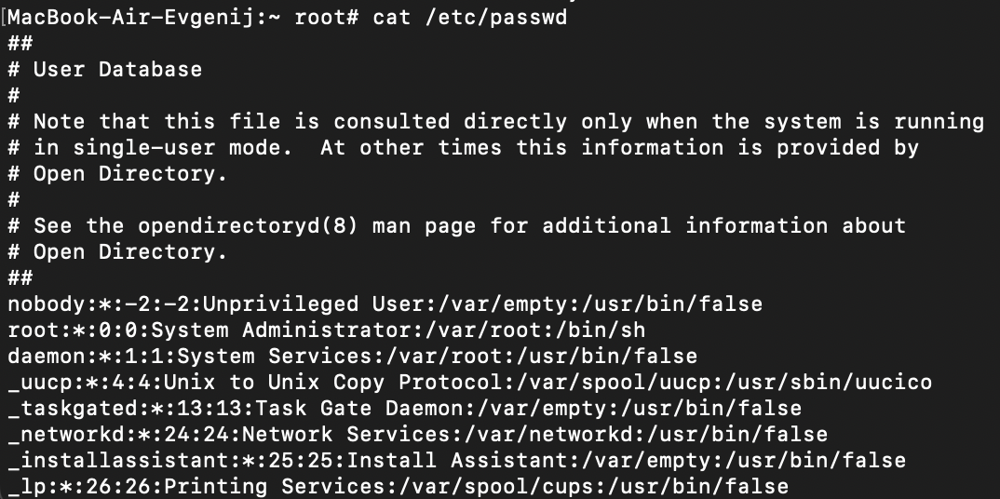 [MacBook-Air-Evgenij:~ root# cat /etc/passwd
##
# User Database
#
# Note that this file is consulted directly only when the system is running
# in single-user mode.  At other times this information is provided by
# Open Directory.
#
# See the opendirectoryd(8) man page for additional information about
# Open Directory.
##
nobody:*:-2:-2:Unprivileged User:/var/empty:/usr/bin/false
root:*:0:0:System Administrator:/var/root:/bin/sh
daemon:*:1:1:System Services:/var/root:/usr/bin/false
_uucp:*:4:4:Unix to Unix Copy Protocol:/var/spool/uucp:/usr/sbin/uucico
_taskgated:*:13:13:Task Gate Daemon:/var/empty:/usr/bin/false
_networkd:*:24:24:Network Services:/var/networkd:/usr/bin/false
_installassistant:*:25:25:Install Assistant:/var/empty:/usr/bin/false
_lp:*:26:26:Printing Services:/var/spool/cups:/usr/bin/false